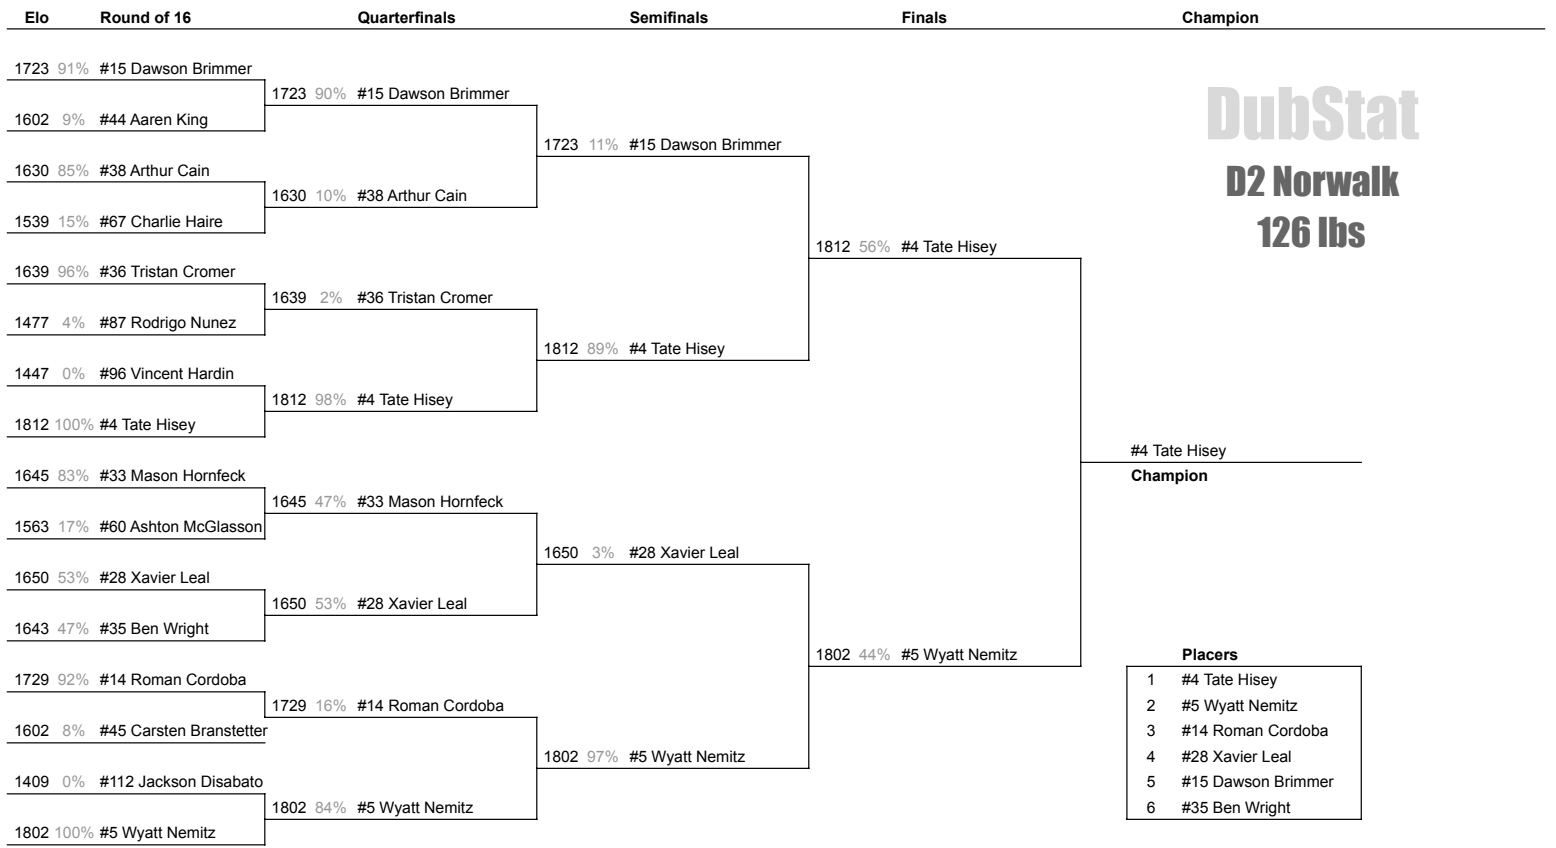 Elo Round of 16 Quarterfinals Semifinals Finals Champion
1723 91% #15 Dawson Brimmer
1723 90% #15 Dawson Brimmer
1602 9% #44 Aaren King
1723 11% #15 Dawson Brimmer
1630 85% #38 Arthur Cain
1630 10% #38 Arthur Cain
1539 15% #67 Charlie Haire
DubStat
D2 Norwalk
126 lbs
1812 56% #4 Tate Hisey
1639 96% #36 Tristan Cromer
1639 2% #36 Tristan Cromer
1477 4% #87 Rodrigo Nunez
1812 89% #4 Tate Hisey
1447 0% #96 Vincent Hardin
1812 98% #4 Tate Hisey
1812 100% #4 Tate Hisey
#4 Tate Hisey
Champion
1645 83% #33 Mason Hornfeck
1645 47% #33 Mason Hornfeck
1563 17% #60 Ashton McGlasson
1650 3% #28 Xavier Leal
1650 53% #28 Xavier Leal
1650 53% #28 Xavier Leal
1643 47% #35 Ben Wright
1802 44% #5 Wyatt Nemitz
1729 92% #14 Roman Cordoba
1729 16% #14 Roman Cordoba
1602 8% #45 Carsten Branstetter
1802 97% #5 Wyatt Nemitz
1409 0% #112 Jackson Disabato
1802 84% #5 Wyatt Nemitz
1802 100% #5 Wyatt Nemitz
Placers
1 #4 Tate Hisey
2 #5 Wyatt Nemitz
3 #14 Roman Cordoba
4 #28 Xavier Leal
5 #15 Dawson Brimmer
6 #35 Ben Wright